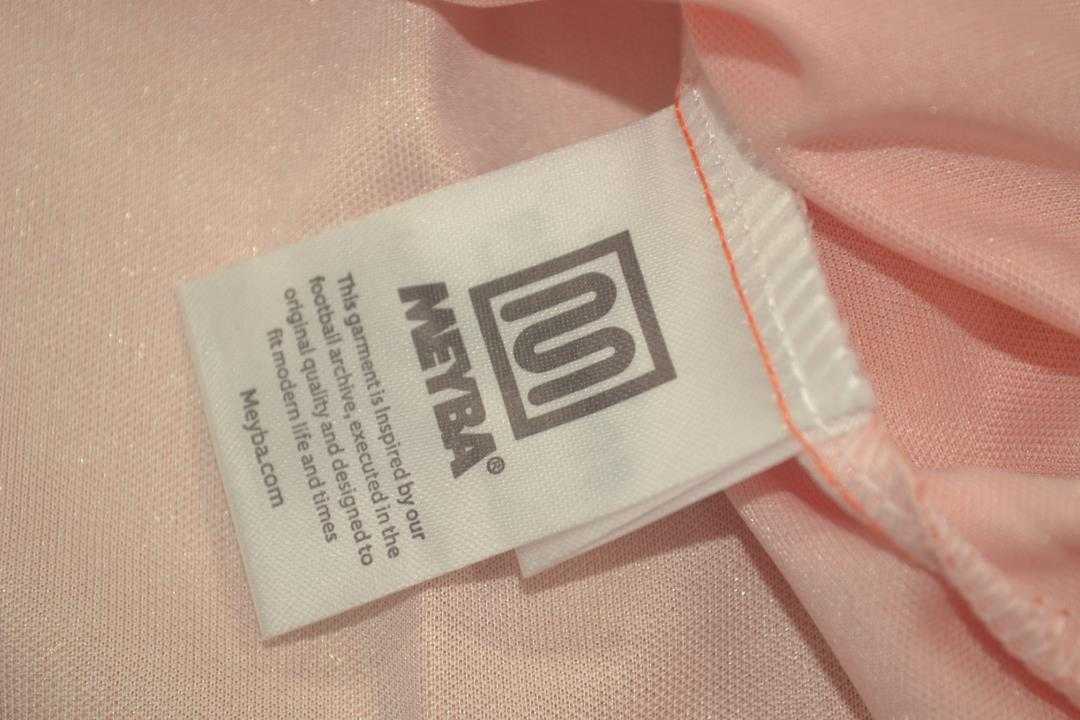 MEYBA®
This garment is Inspired by our
football archive, executed in the
original quality and designed to
fit modern life and times
Meyba.com